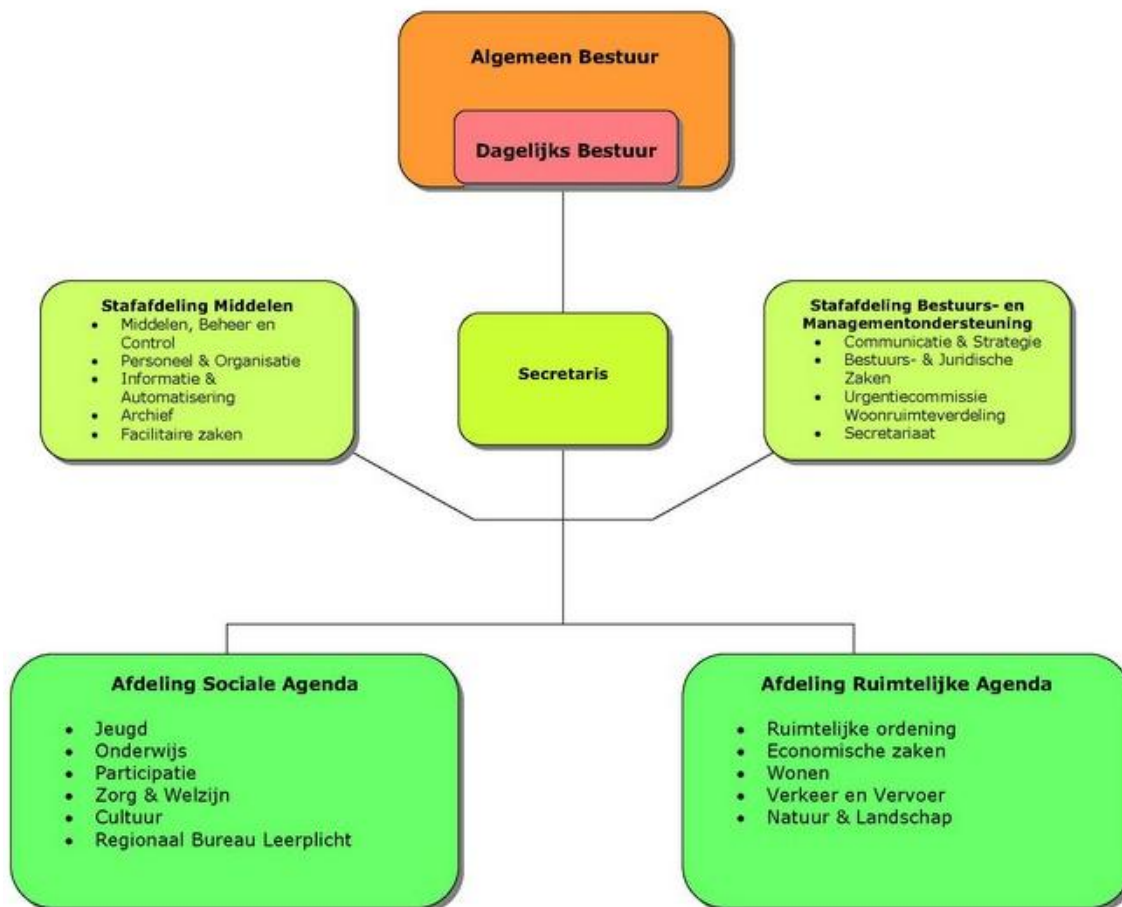 Algemeen Bestuur
Dagelijks Bestuur
Stafafdeling Middelen
• Middelen, Beheer en
Control
• Personeel & Organisatie
• Informatie &
Automatisering
• Archief
• Facilitaire zaken
Secretaris
Stafafdeling Bestuurs- en
Managementondersteuning
• Communicatie & Strategie
• Bestuurs- & Juridische
Zaken
• Urgentiecommissie
Woonruimteverdeling
• Secretariaat
Afdeling Sociale Agenda
• Jeugd
• Onderwijs
• Participatie
• Zorg & Welzijn
• Cultuur
• Regionaal Bureau Leerplicht
Afdeling Ruimtelijke Agenda
• Ruimtelijke ordening
• Economische zaken
• Wonen
• Verkeer en Vervoer
• Natuur & Landschap